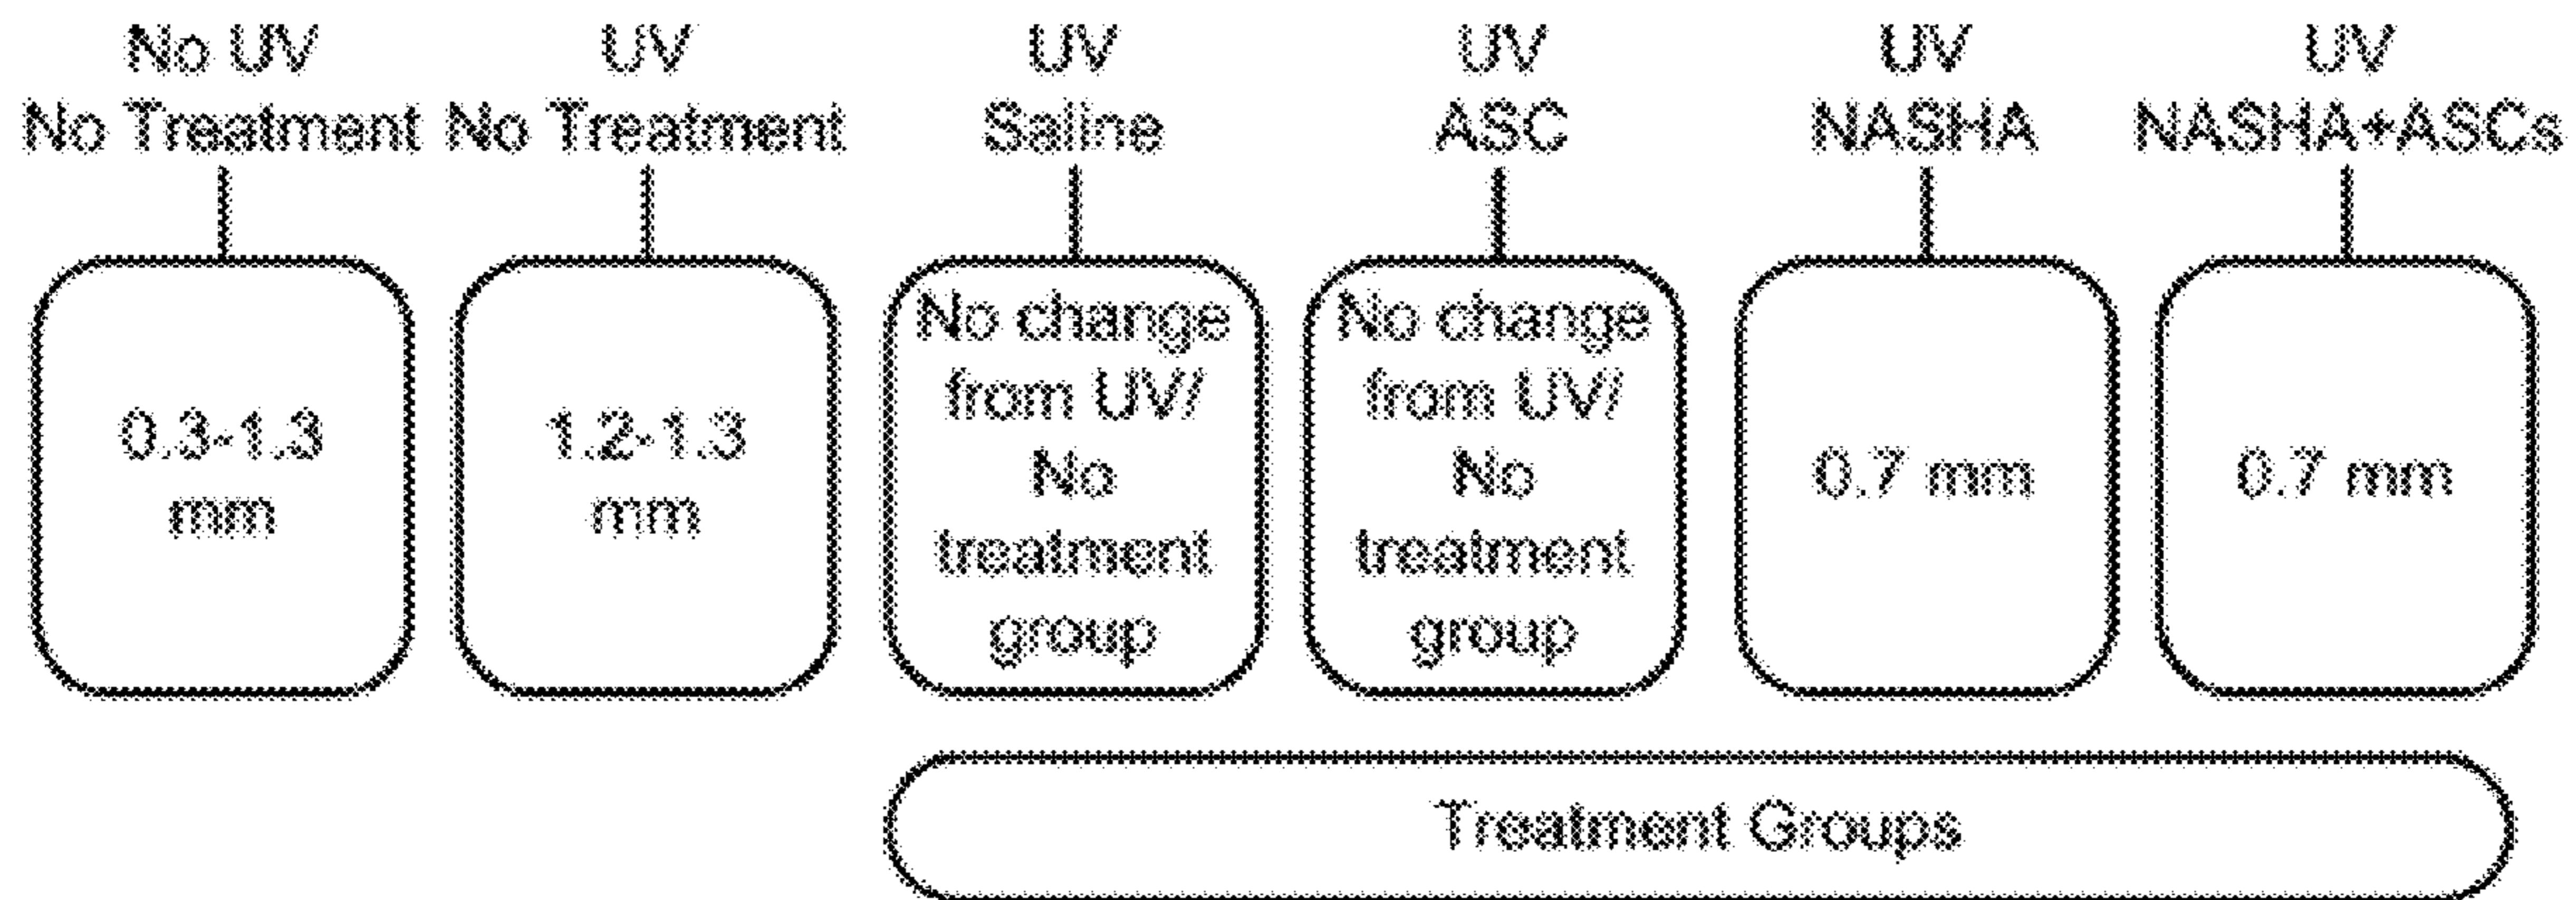 No UV
No Treatment
UV
No Treatment
UV
Saline
UV
ASC
UV
NASHA
UV
NASHA+ASCs
0.3-1.3
mm
1.2-1.3
mm
No change
from UV/
No
treatment
group
No change
from UV/
No
treatment
group
0.7 mm
0.7 mm
Treatment Groups